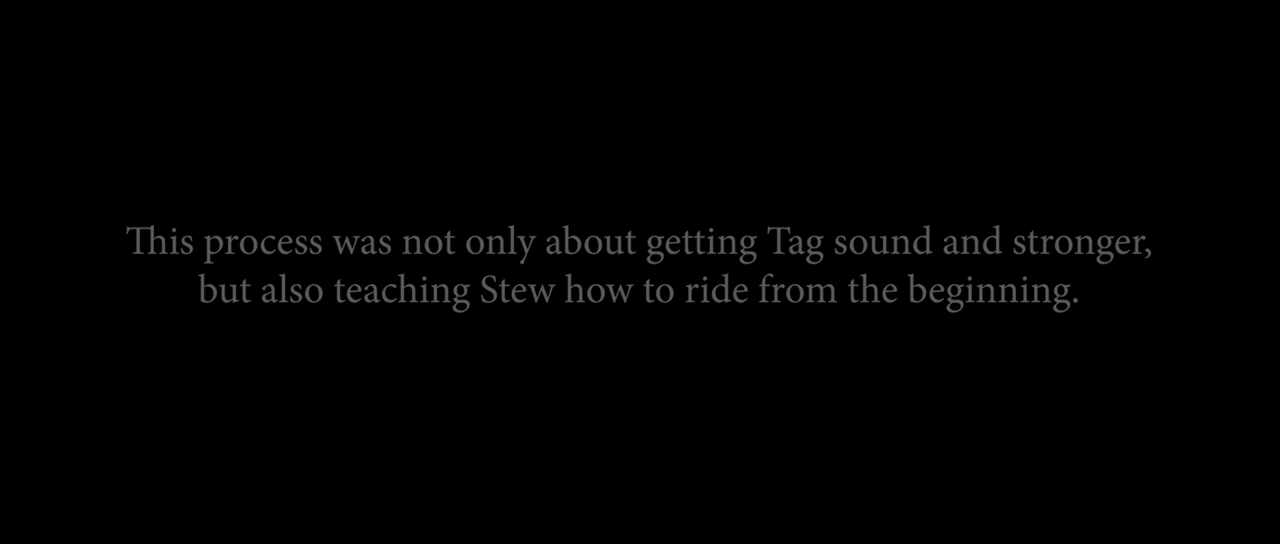 This process was not only about getting Tag sound and stronger,
but also teaching Stew how to ride from the beginning.